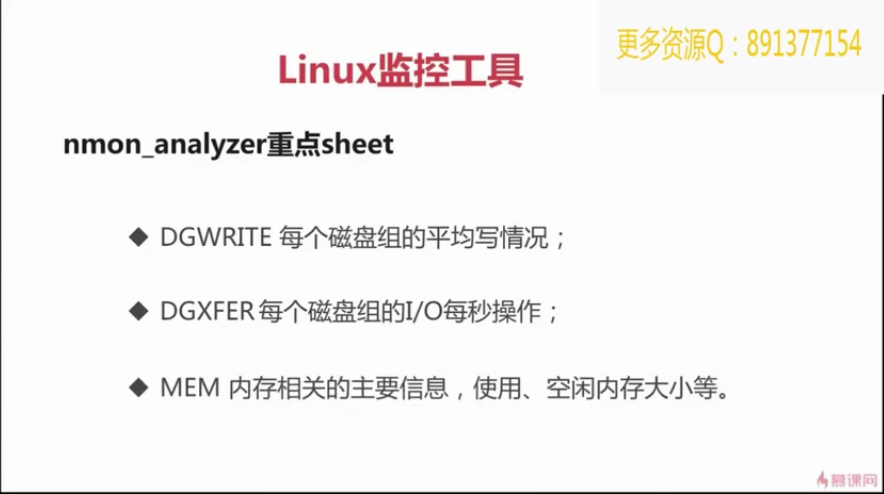 更多资源Q：891377154
Linux监控工具
nmon_analyzer重点sheet
◆ DGWRITE 每个磁盘组的平均写情况；
◆ DGXFER 每个磁盘组的I/O每秒操作；
◆ MEM 内存相关的主要信息，使用、空闲内存大小等。
慕课网